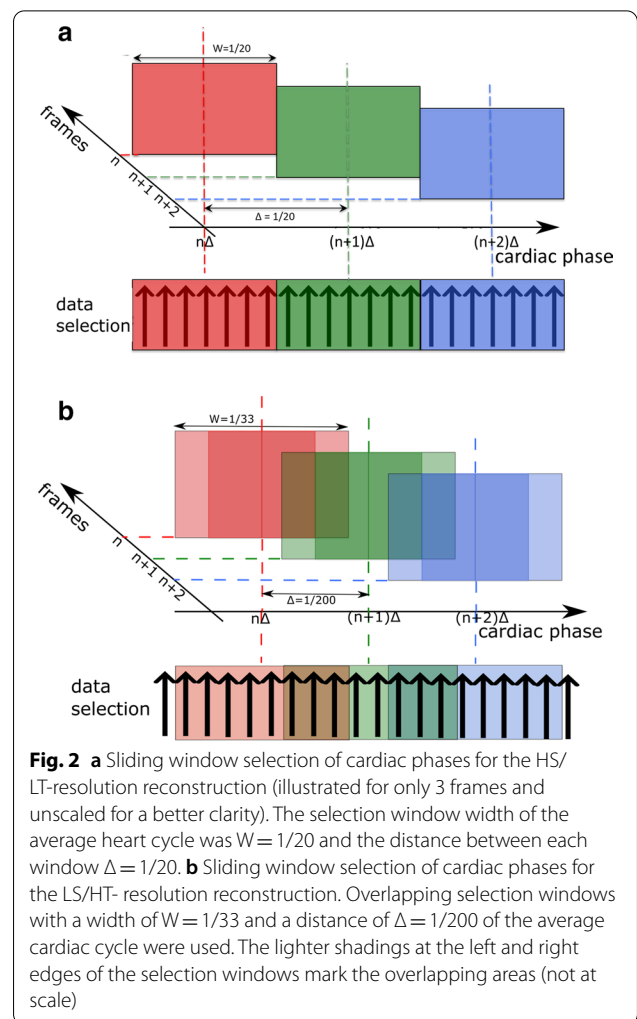 a
W=1/20
frames
n
n+1
n+2
Δ = 1/20
nΔ
(n+1)Δ
(n+2)Δ
cardiac phase
data
selection
b
W=1/33
frames
n
n+1
n+2
Δ=1/200
nΔ
(n+1)Δ
(n+2)Δ
cardiac phase
data
selection
Fig. 2 a Sliding window selection of cardiac phases for the HS/
LT-resolution reconstruction (illustrated for only 3 frames and
unscaled for a better clarity). The selection window width of the
average heart cycle was W = 1/20 and the distance between each
window Δ = 1/20. b Sliding window selection of cardiac phases for
the LS/HT- resolution reconstruction. Overlapping selection windows
with a width of W = 1/33 and a distance of Δ = 1/200 of the average
cardiac cycle were used. The lighter shadings at the left and right
edges of the selection windows mark the overlapping areas (not at
scale)